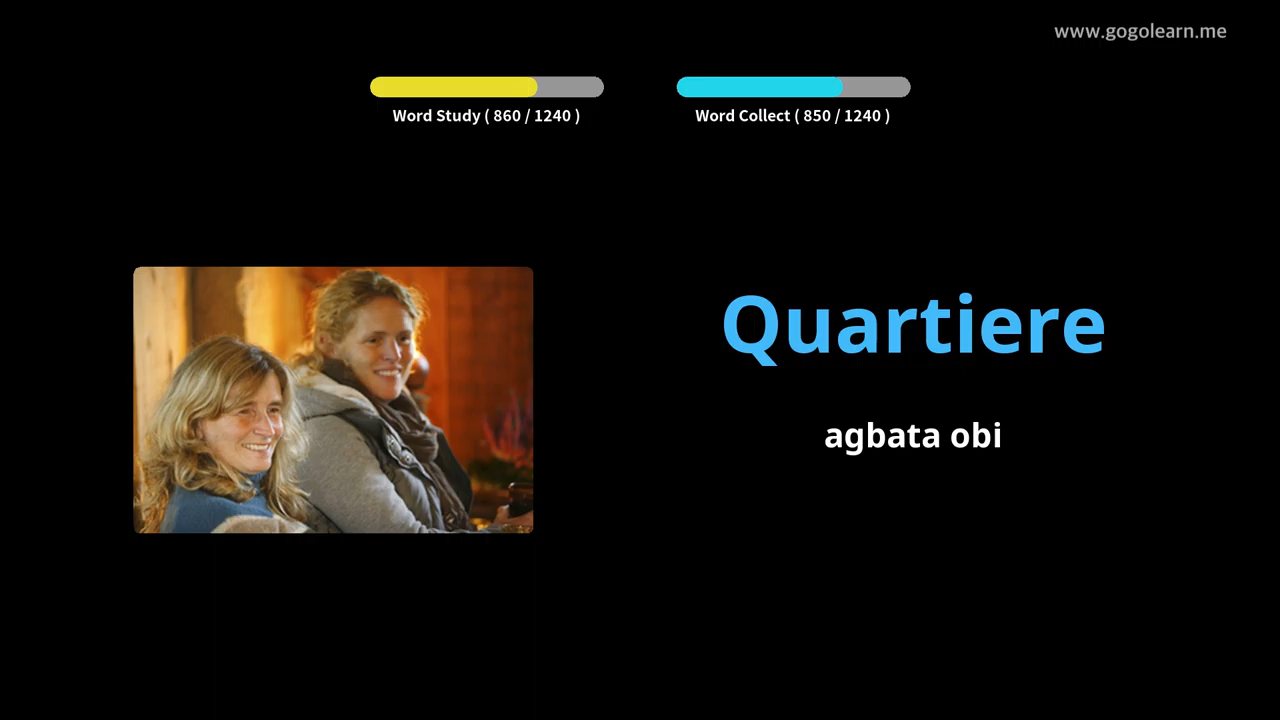 www.gogolearn.me
Word Study ( 860 / 1240 )
Word Collect ( 850 / 1240 )
Quartiere
agbata obi